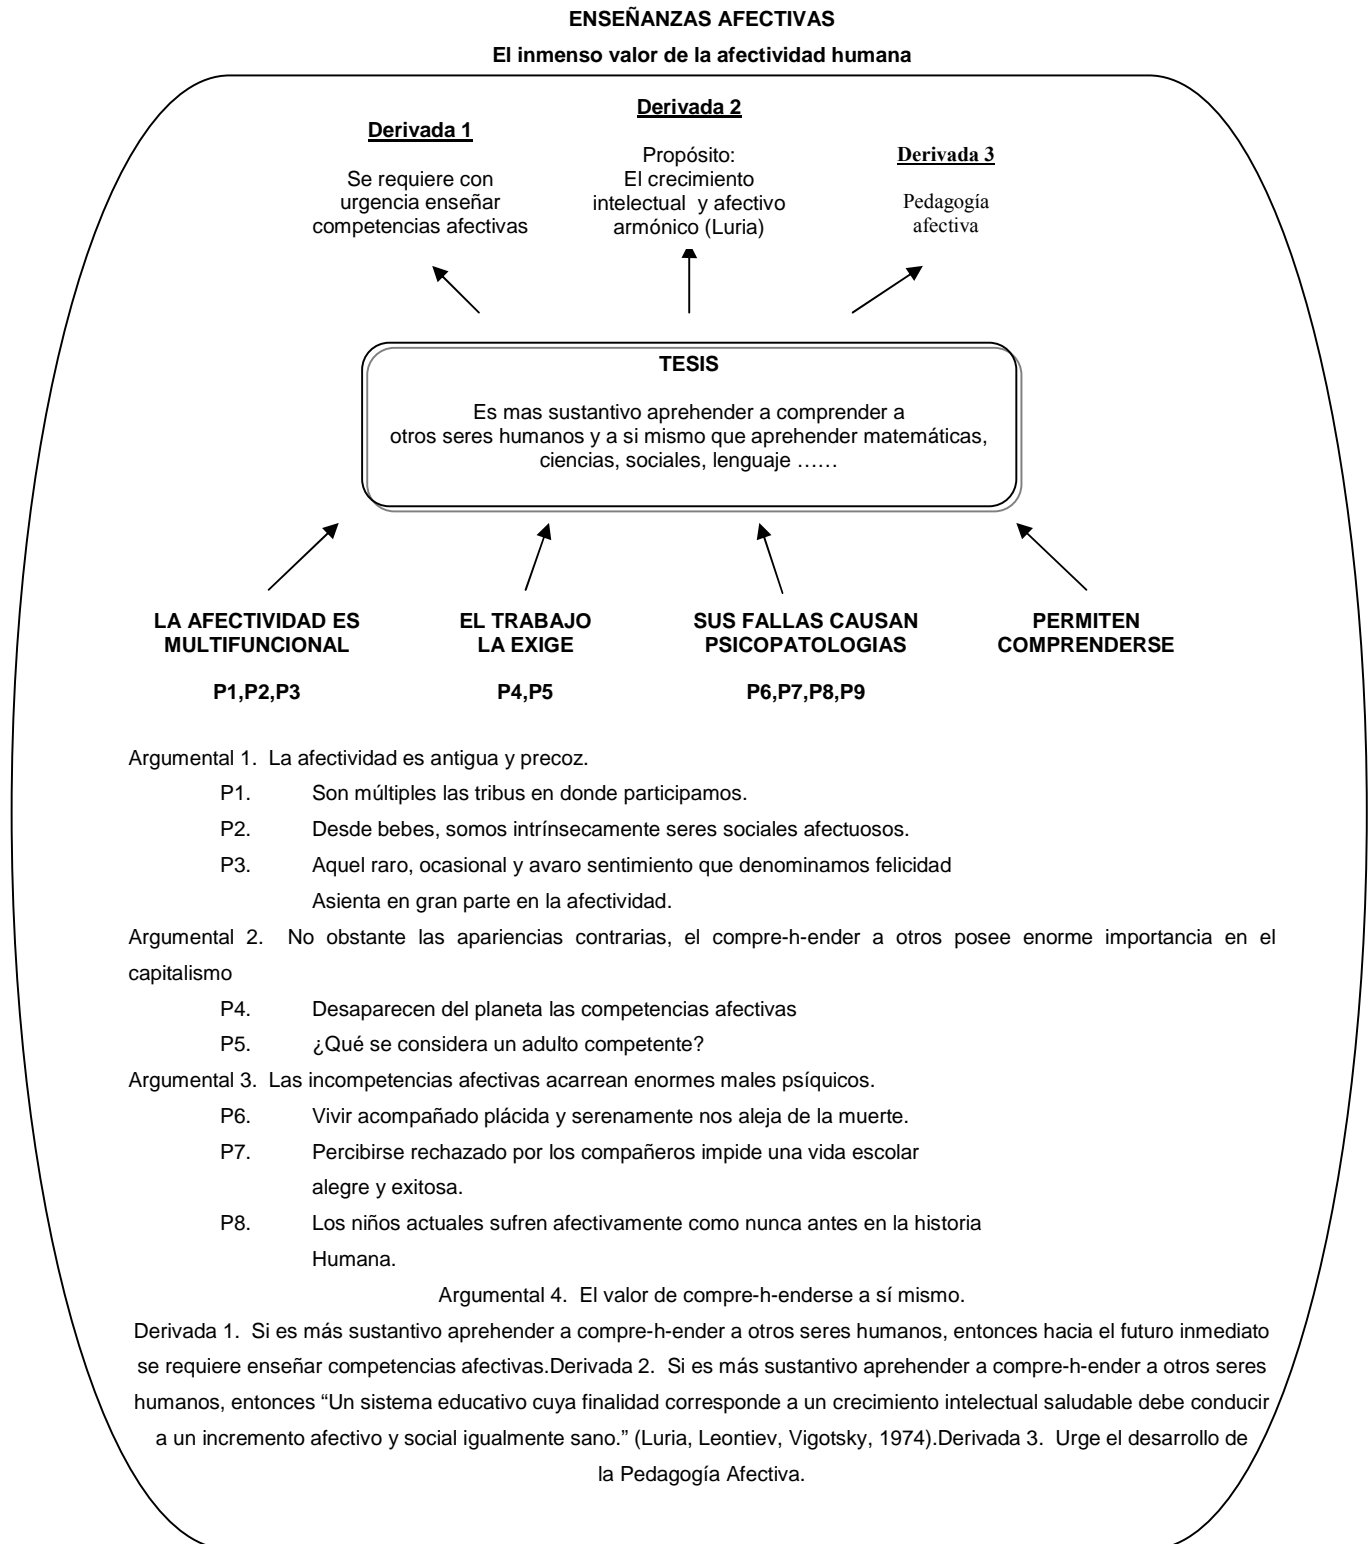 ENSEÑANZAS AFECTIVAS
El inmenso valor de la afectividad humana
Derivada 1
Se requiere con
urgencia enseñar
competencias afectivas
Derivada 2
Propósito:
El crecimiento
intelectual y afectivo
armónico (Luria)
Derivada 3
Pedagogía
afectiva
TESIS
Es mas sustantivo aprehender a comprender a
otros seres humanos y a si mismo que aprehender matemáticas,
ciencias, sociales, lenguaje ……
LA AFECTIVIDAD ES
MULTIFUNCIONAL
P1,P2,P3
EL TRABAJO
LA EXIGE
P4,P5
SUS FALLAS CAUSAN
PSICOPATOLOGIAS
P6,P7,P8,P9
PERMITEN
COMPRENDERSE
Argumental 1. La afectividad es antigua y precoz.
P1. Son múltiples las tribus en donde participamos.
P2. Desde bebes, somos intrínsecamente seres sociales afectuosos.
P3. Aquel raro, ocasional y avaro sentimiento que denominamos felicidad
Asienta en gran parte en la afectividad.
Argumental 2. No obstante las apariencias contrarias, el compre-h-ender a otros posee enorme importancia en el
capitalismo
P4. Desaparecen del planeta las competencias afectivas
P5. ¿Qué se considera un adulto competente?
Argumental 3. Las incompetencias afectivas acarrean enormes males psíquicos.
P6. Vivir acompañado plácida y serenamente nos aleja de la muerte.
P7. Percibirse rechazado por los compañeros impide una vida escolar
alegre y exitosa.
P8. Los niños actuales sufren afectivamente como nunca antes en la historia
Humana.
Argumental 4. El valor de compre-h-enderse a sí mismo.
Derivada 1. Si es más sustantivo aprehender a compre-h-ender a otros seres humanos, entonces hacia el futuro inmediato
se requiere enseñar competencias afectivas.Derivada 2. Si es más sustantivo aprehender a compre-h-ender a otros seres
humanos, entonces “Un sistema educativo cuya finalidad corresponde a un crecimiento intelectual saludable debe conducir
a un incremento afectivo y social igualmente sano.” (Luria, Leontiev, Vigotsky, 1974).Derivada 3. Urge el desarrollo de
la Pedagogía Afectiva.